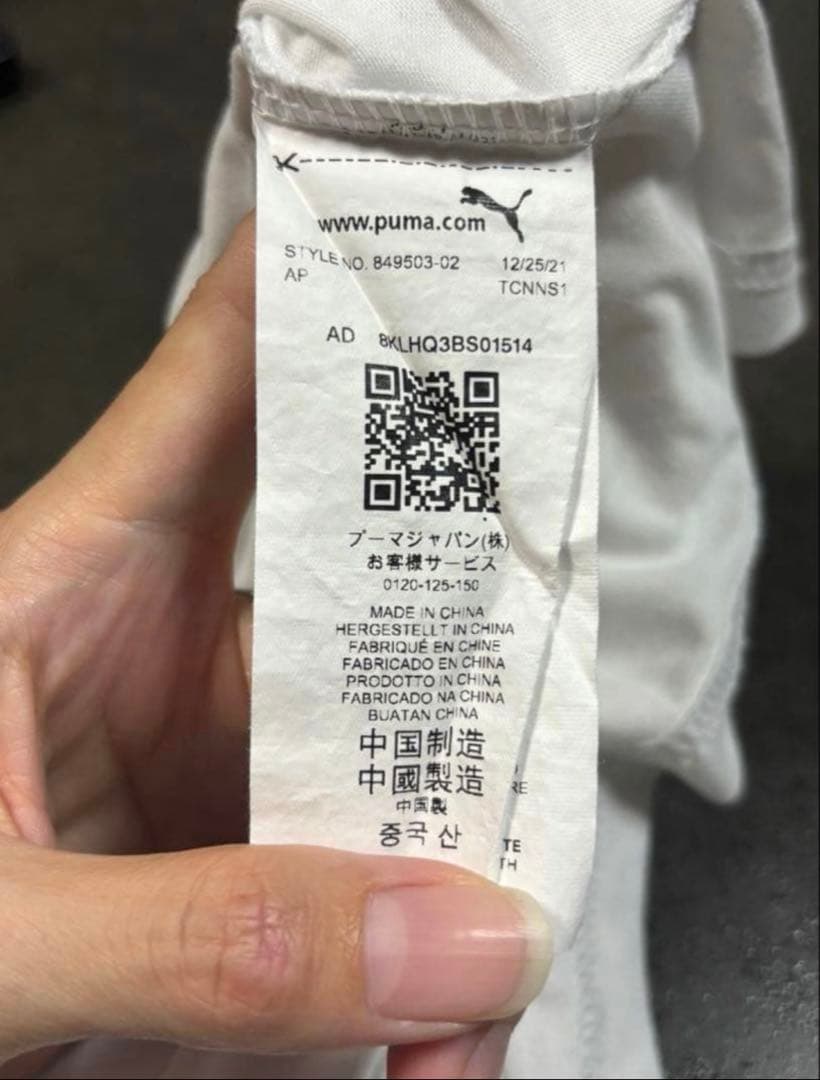 www.puma.com
STYLE NO. 849503-02 12/25/21
AP TCNNS1
AD 8KLHQ3BS01514
プーマジャパン(株)
お客様サービス
0120-125-150
MADE IN CHINA
HERGESTELLT IN CHINA
FABRIQUÉ EN CHINE
FABRICADO EN CHINA
PRODOTTO IN CHINA
FABRICADO NA CHINA
BUATAN CHINA
中国制造
中國製造
RE
中国製
중국 산
TE
TH